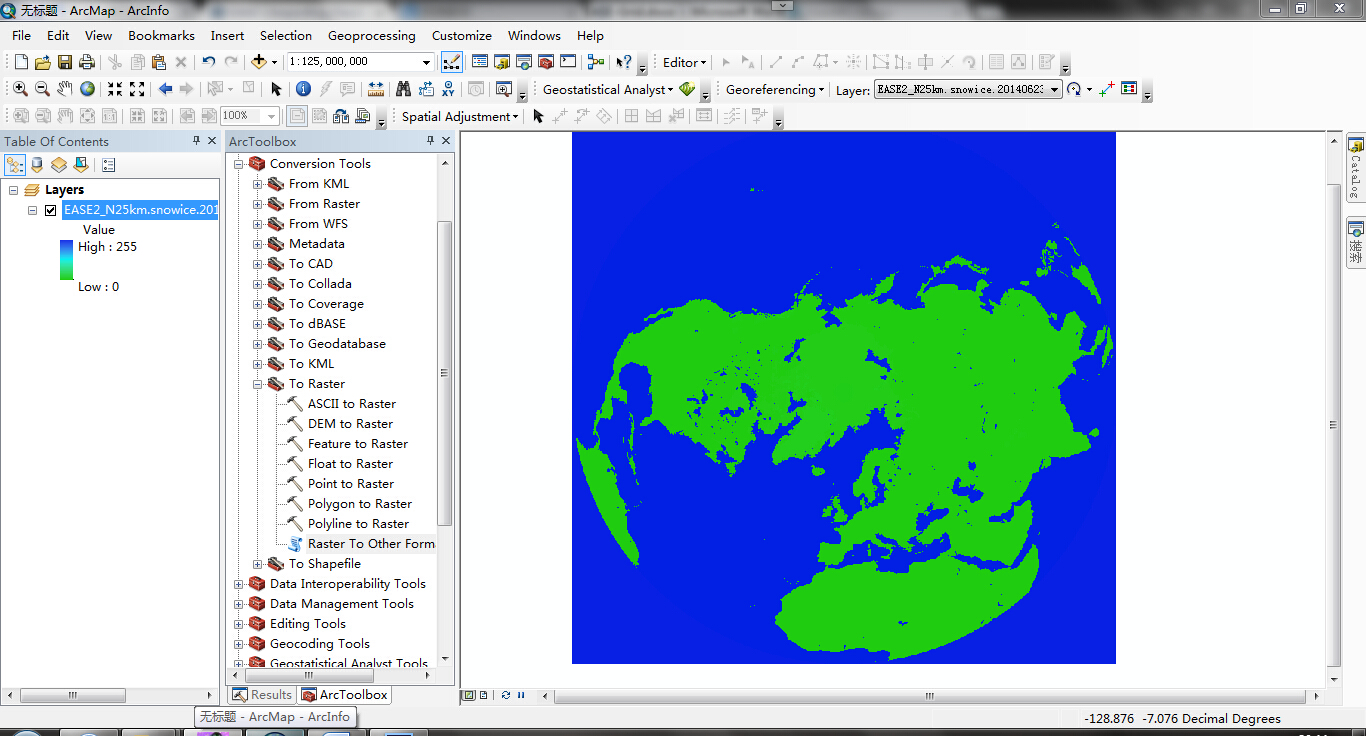 无标题 - ArcMap - ArcInfo
File Edit View Bookmarks Insert Selection Geoprocessing Customize Windows Help
1:125,000,000
Editor
Geostatistical Analyst
Georeferencing
Layer:
EASE2_N25km.snowice.20140623
100%
Spatial Adjustment
Table Of Contents
Layers
EASE2_N25km.snowice.201
Value
High : 255
Low : 0
ArcToolbox
Conversion Tools
From KML
From Raster
From WFS
Metadata
To CAD
To Collada
To Coverage
To dBASE
To Geodatabase
To KML
To Raster
ASCII to Raster
DEM to Raster
Feature to Raster
Float to Raster
Point to Raster
Polygon to Raster
Polyline to Raster
Raster To Other Form
To Shapefile
Data Interoperability Tools
Data Management Tools
Editing Tools
Geocoding Tools
Geostatistical Analyst Tools
Results
ArcToolbox
Catalog
搜索
无标题 - ArcMap - ArcInfo
-128.876 -7.076 Decimal Degrees